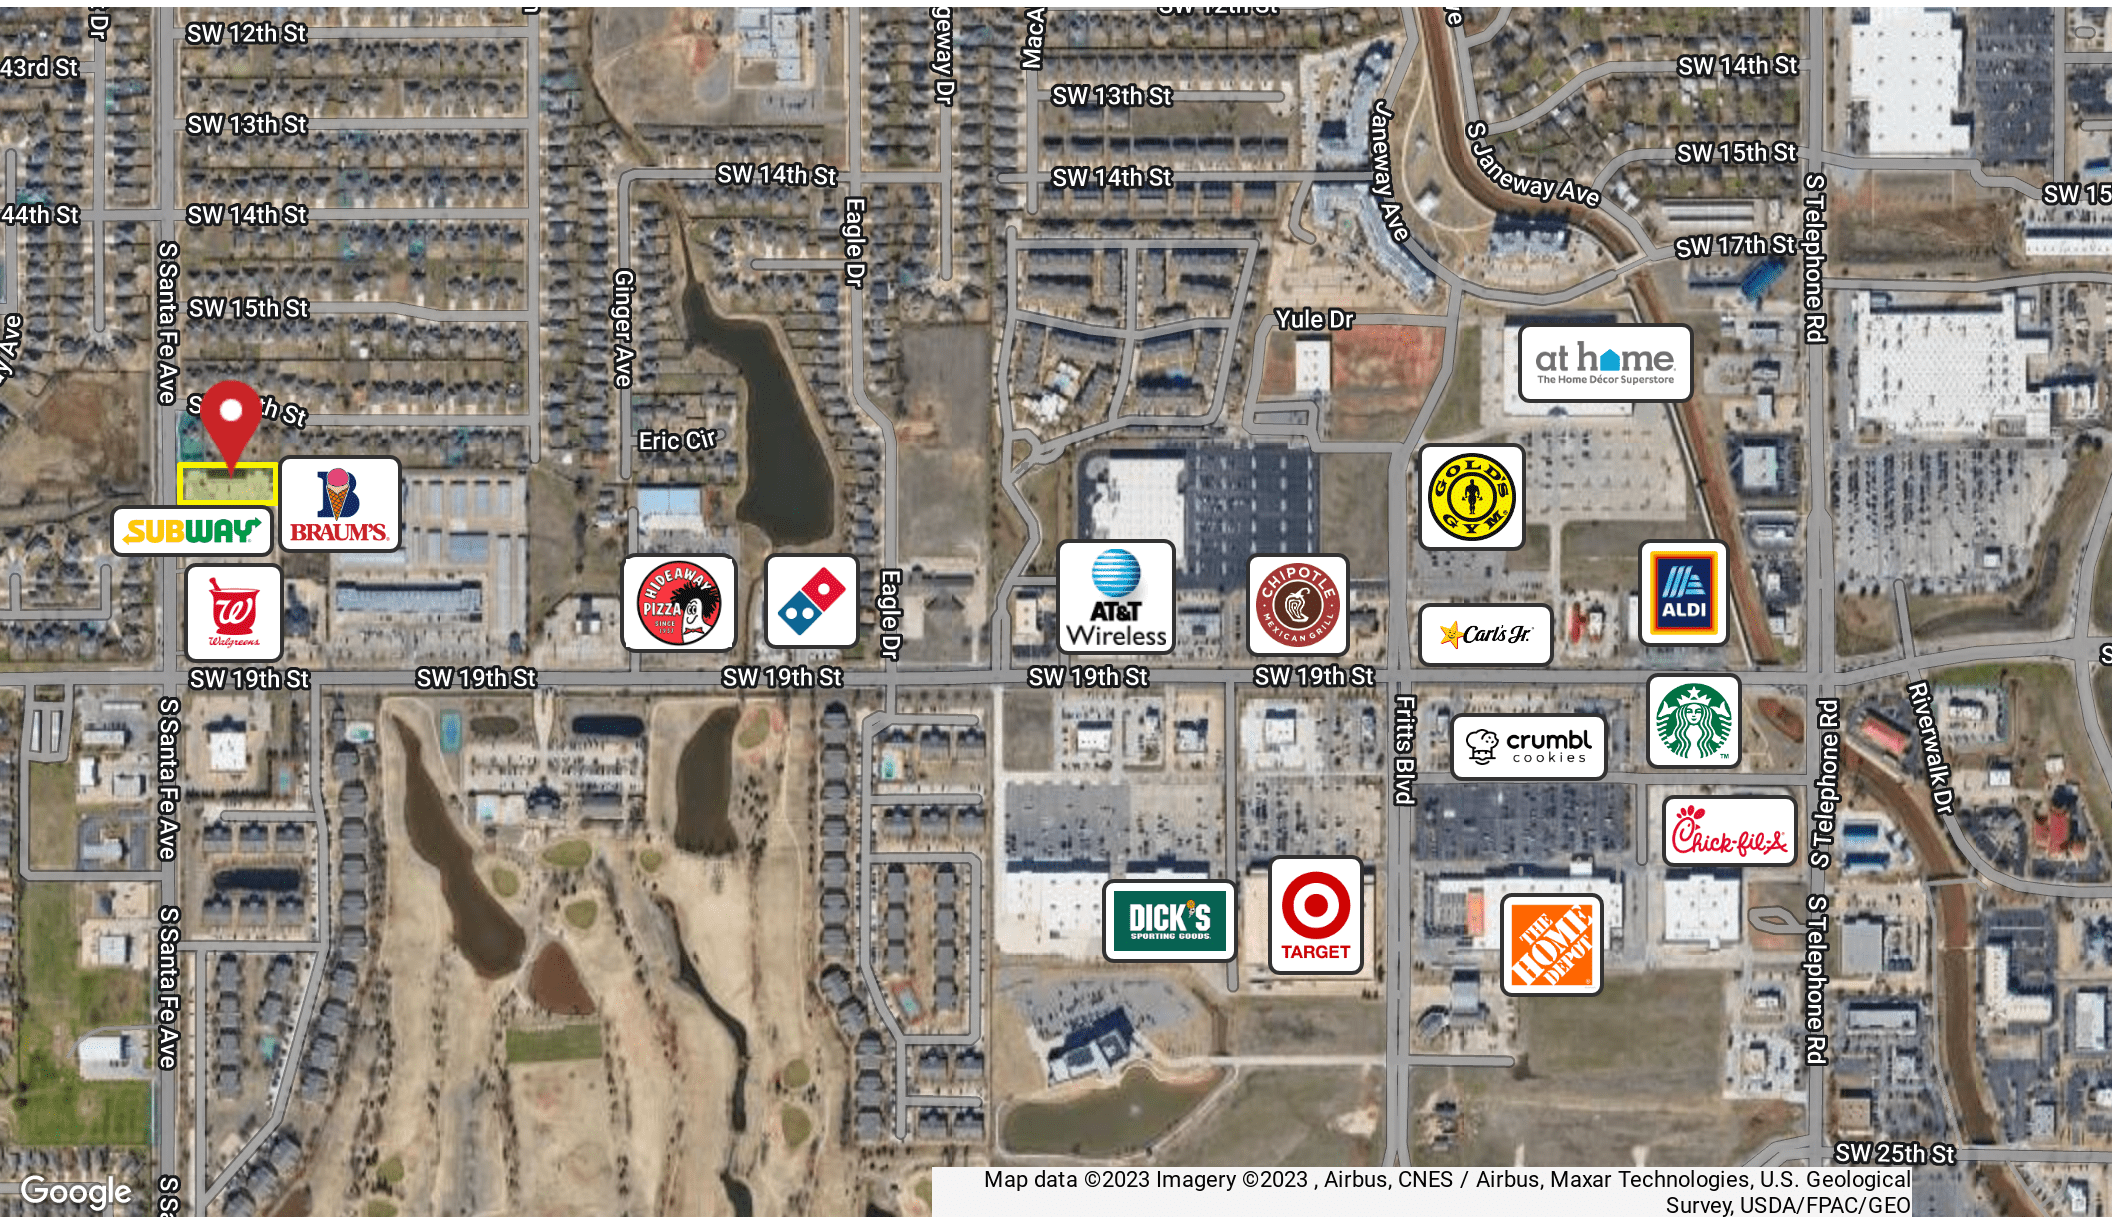 SW 12th St
SW 12th St
43rd St
SW 14th St
SW 13th St
SW 13th St
SW 15th St
SW 14th St
SW 14th St
Janeway Ave
S Janeway Ave
44th St
SW 14th St
Eagle Dr
SW 15
S Santa Fe Ave
SW 17th St
S Telephone Rd
Ginger Ave
SW 15th St
Yule Dr
at home
The Home Décor Superstore
Eric Cir
GOLD'S GYM
B
BRAUM'S
SUBWAY
HIDEAWAY
PIZZA
SINCE
1957
Eagle Dr
AT&T
Wireless
CHIPOTLE
MEXICAN GRILL
Carl's Jr.
ALDI
W
Walgreens
SW 19th St
SW 19th St
SW 19th St
SW 19th St
SW 19th St
S Santa Fe Ave
Fritts Blvd
crumbl
cookies
TM
S Telephone Rd
Riverwalk Dr
Chick-fil-A
DICK'S
SPORTING GOODS
TARGET
THE
HOME
DEPOT
S Santa Fe Ave
S Telephone Rd
SW 25th St
Google
Map data ©2023 Imagery ©2023 , Airbus, CNES / Airbus, Maxar Technologies, U.S. Geological
Survey, USDA/FPAC/GEO